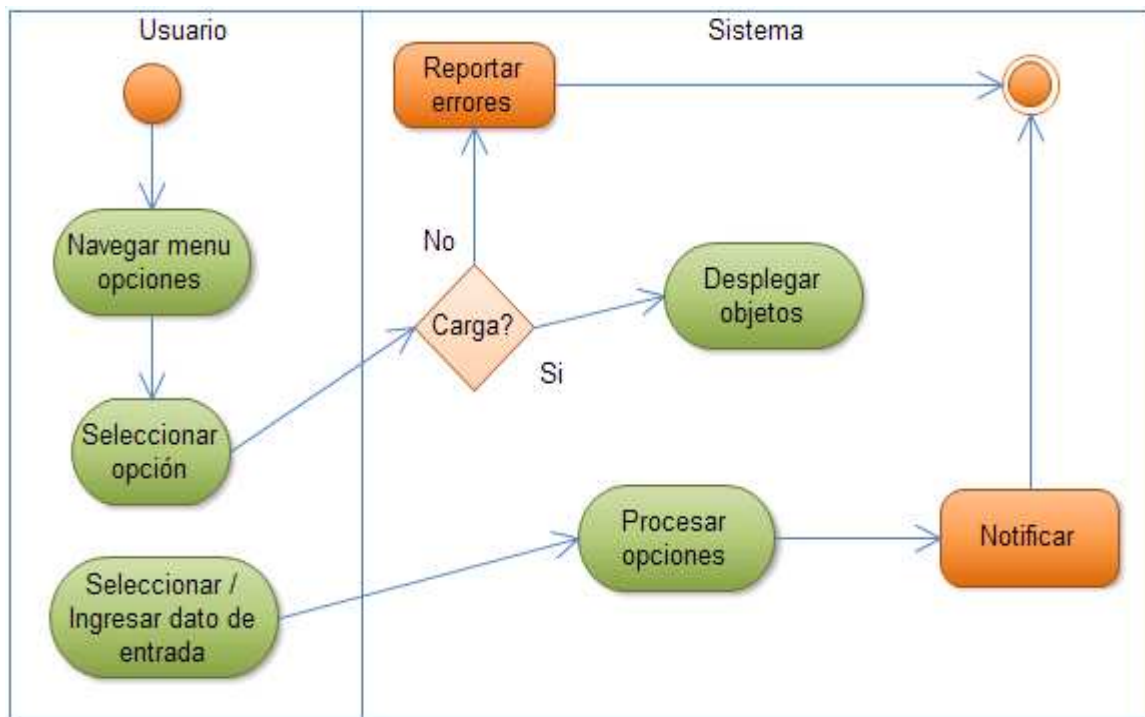 Usuario
Sistema
Reportar
errores
Navegar menu
opciones
No
Carga?
Si
Desplegar
objetos
Seleccionar
opción
Procesar
opciones
Notificar
Seleccionar /
Ingresar dato de
entrada